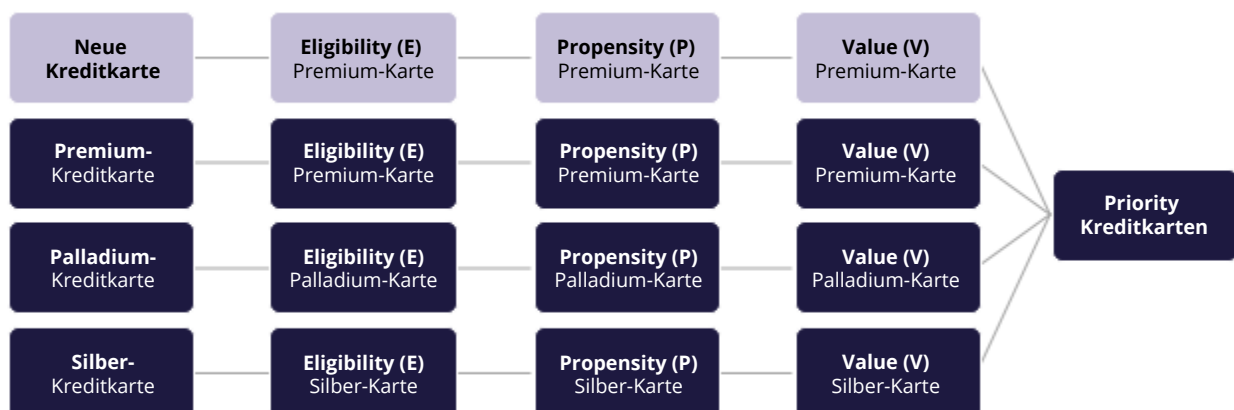 Neue
Kreditkarte
Eligibility (E)
Premium-Karte
Propensity (P)
Premium-Karte
Value (V)
Premium-Karte
Premium-
Kreditkarte
Eligibility (E)
Premium-Karte
Propensity (P)
Premium-Karte
Value (V)
Premium-Karte
Priority
Kreditkarten
Palladium-
Kreditkarte
Eligibility (E)
Palladium-Karte
Propensity (P)
Palladium-Karte
Value (V)
Palladium-Karte
Silber-
Kreditkarte
Eligibility (E)
Silber-Karte
Propensity (P)
Silber-Karte
Value (V)
Silber-Karte